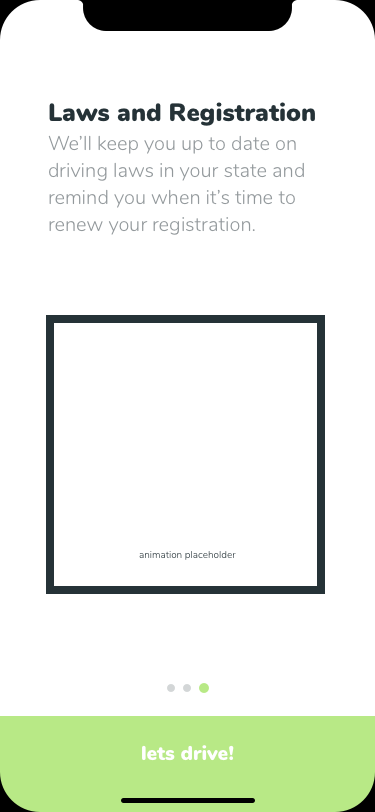 Laws and Registration
We’ll keep you up to date on
driving laws in your state and
remind you when it’s time to
renew your registration.
animation placeholder
lets drive!